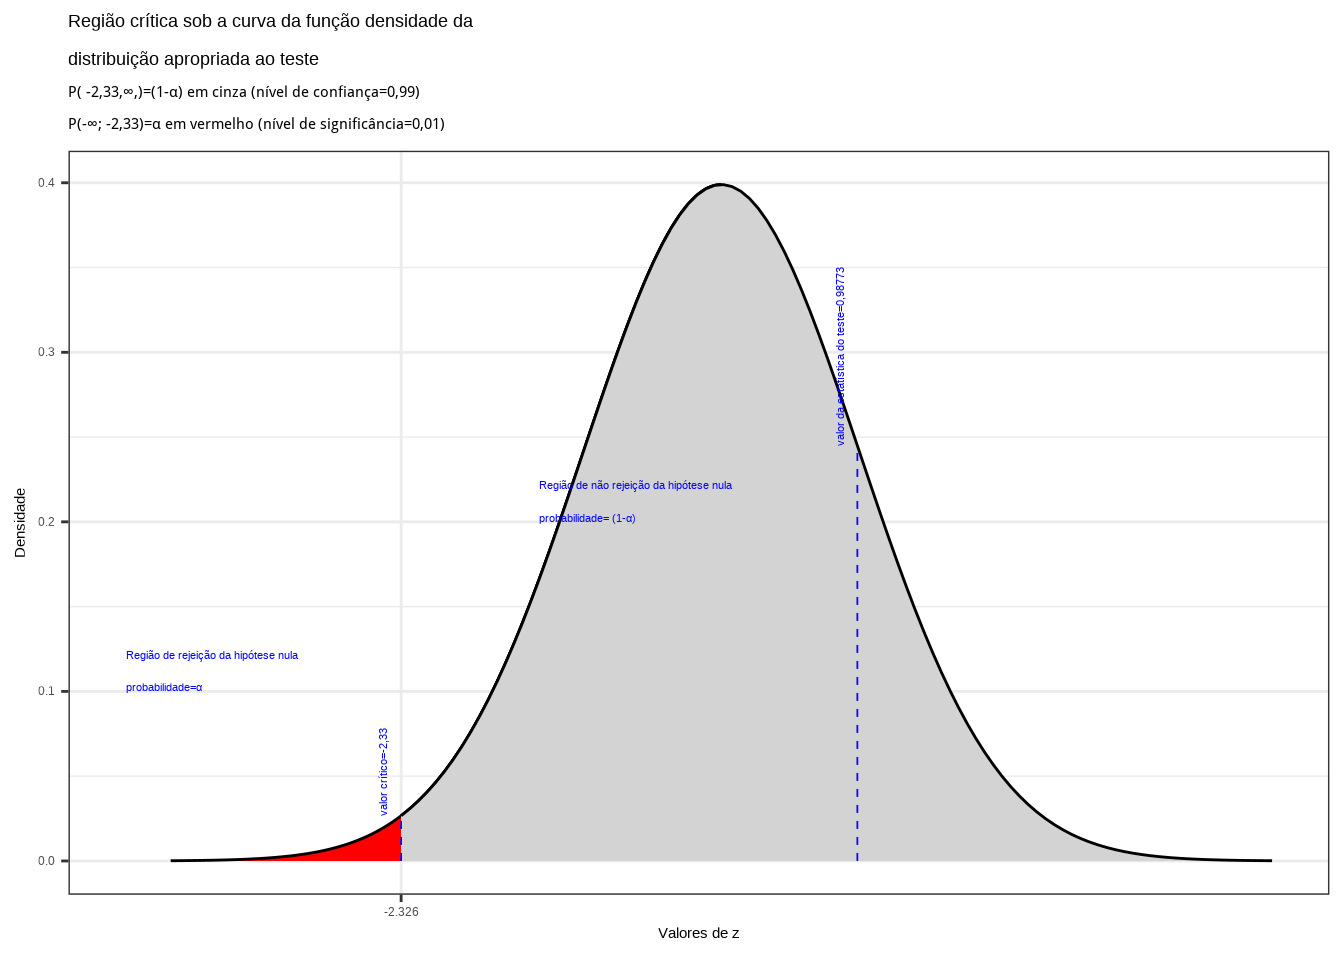 Região crítica sob a curva da função densidade da
distribuição apropriada ao teste
P( -2,33,∞,)=(1-α) em cinza (nível de confiança=0,99)
P(-∞; -2,33)=α em vermelho (nível de significância=0,01)
0.4
0.3
0.2
0.1
0.0
Densidade
valor da estatística do teste=0,98773
Região de não rejeição da hipótese nula
probabilidade= (1-α)
Região de rejeição da hipótese nula
probabilidade=α
valor crítico=-2,33
-2.326
Valores de z